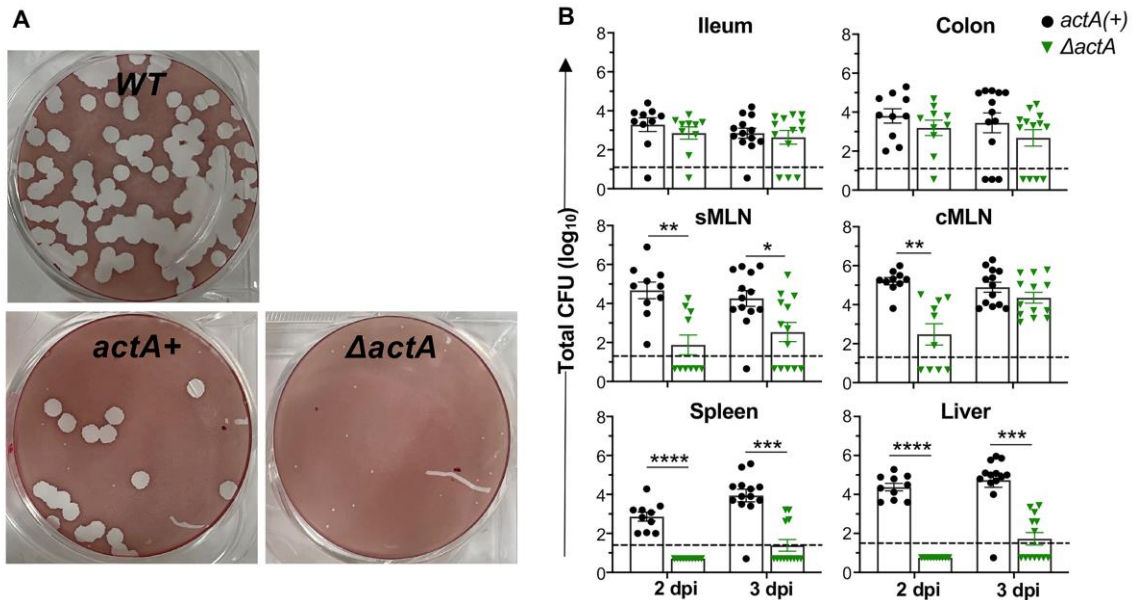 A
WT
actA+
ΔactA
B
actA(+)
ΔactA
Total CFU (log10)
Ileum
8
6
4
2
0
Colon
8
6
4
2
0
sMLN
8
6
4
2
0
**
*
cMLN
8
6
4
2
0
**
Spleen
8
6
4
2
0
****
***
2 dpi
3 dpi
Liver
8
6
4
2
0
****
***
2 dpi
3 dpi